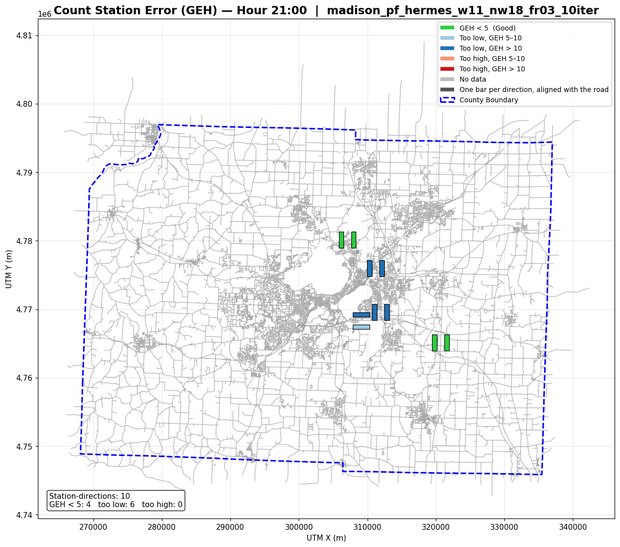 Count Station Error (GEH) — Hour 21:00 | madison_pf_hermes_w11_nw18_fr03_10iter
1e6
GEH < 5 (Good)
Too low, GEH 5–10
Too low, GEH > 10
Too high, GEH 5–10
Too high, GEH > 10
No data
One bar per direction, aligned with the road
County Boundary
4.81
4.80
4.79
4.78
4.77
4.76
4.75
4.74
UTM Y (m)
Station-directions: 10
GEH < 5: 4 too low: 6 too high: 0
270000 280000 290000 300000 310000 320000 330000 340000
UTM X (m)